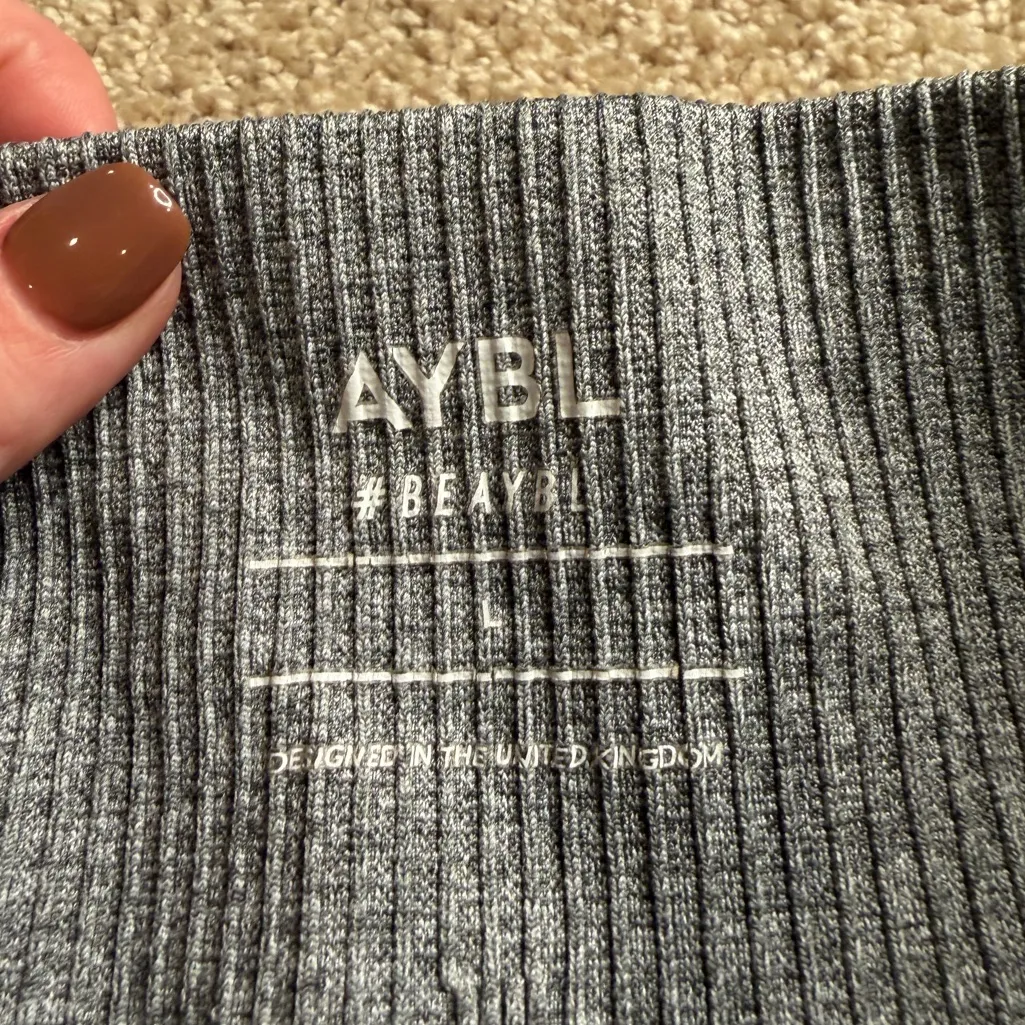 AYBL
#BEAYBL
L
DESIGNED IN THE UNITED KINGDOM